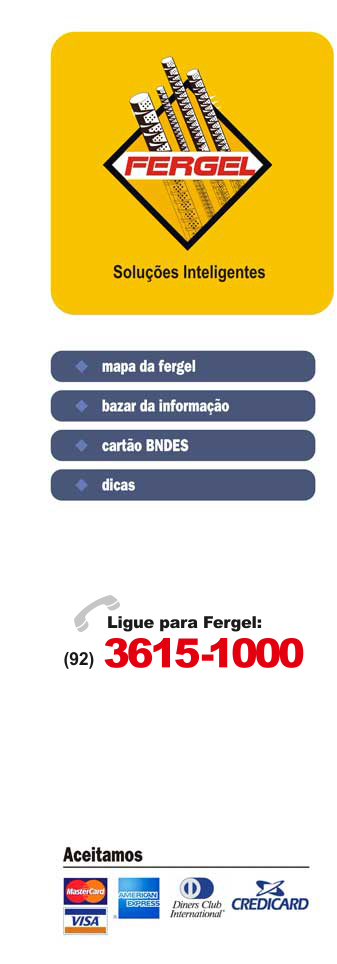 FERGEL
Soluções Inteligentes
mapa da fergel
bazar da informação
cartão BNDES
dicas
Ligue para Fergel:
(92) 3615-1000
Aceitamos
MasterCard
AMERICAN EXPRESS
Diners Club International
CREDICARD
VISA